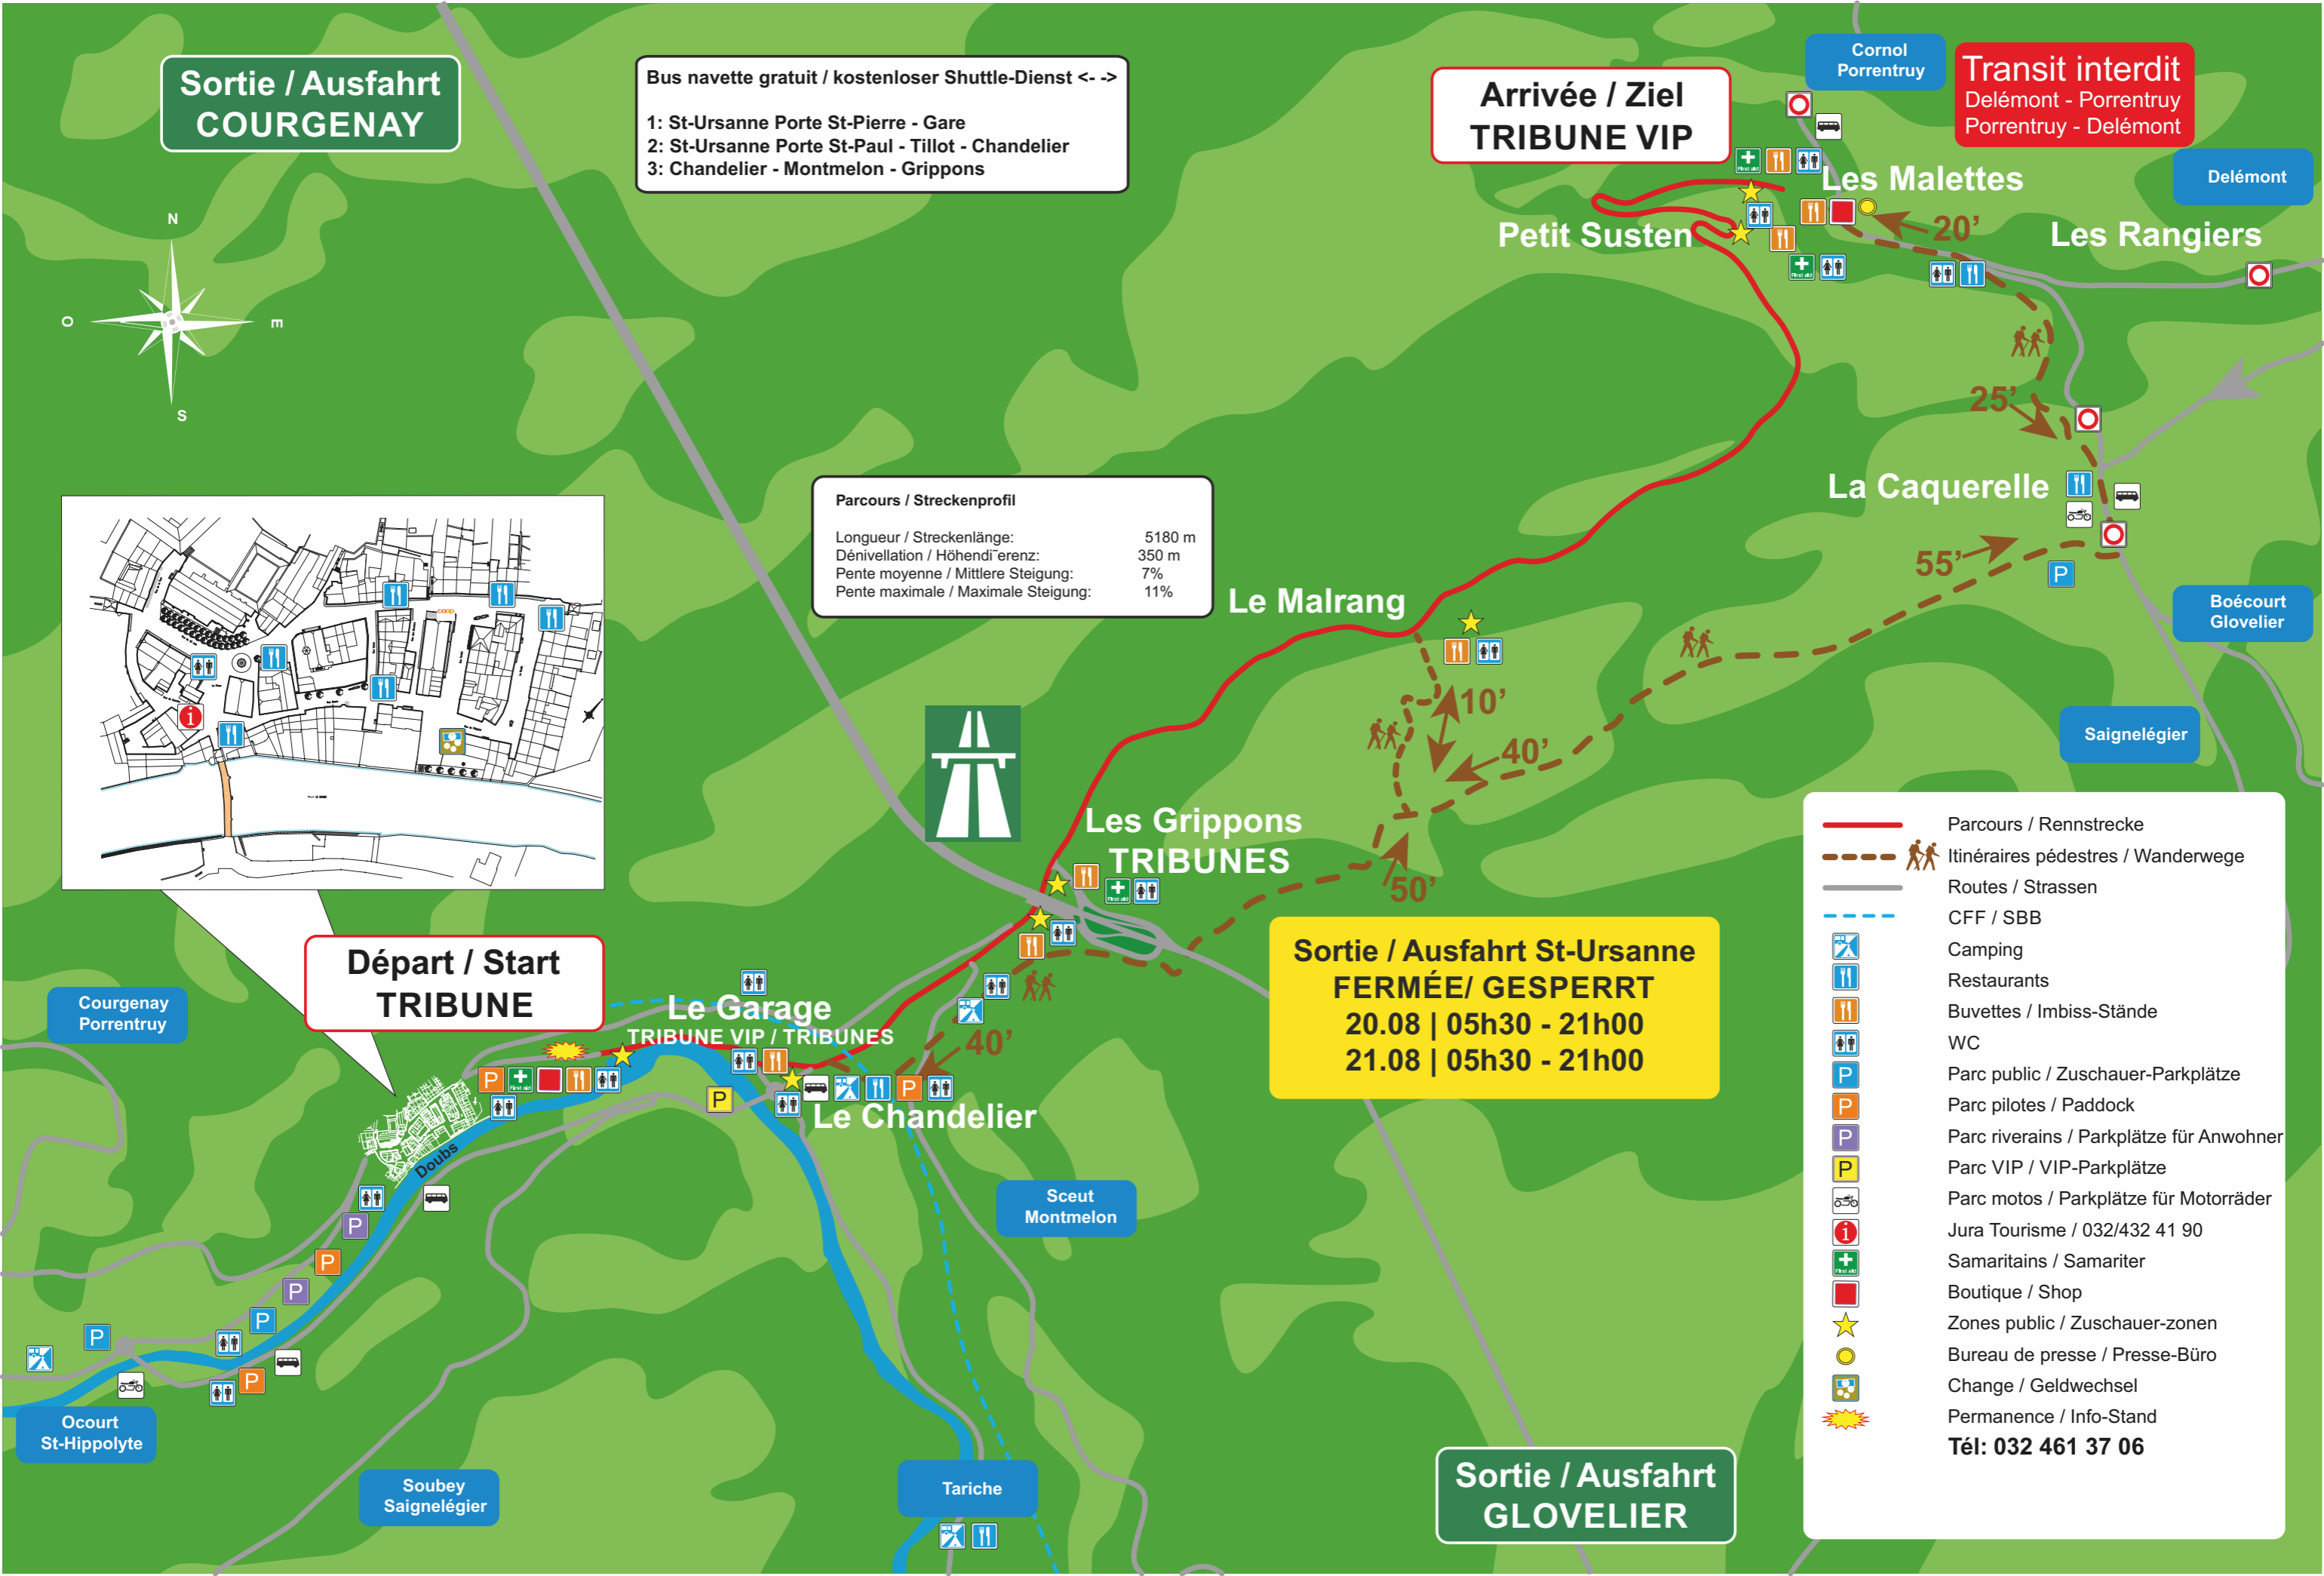 Sortie / Ausfahrt
COURGENAY
Bus navette gratuit / kostenloser Shuttle-Dienst <- ->
1: St-Ursanne Porte St-Pierre - Gare
2: St-Ursanne Porte St-Paul - Tillot - Chandelier
3: Chandelier - Montmelon - Grippons
Arrivée / Ziel
TRIBUNE VIP
Cornol
Porrentruy
Transit interdit
Delémont - Porrentruy
Porrentruy - Delémont
Delémont
Les Malettes
Petit Susten
20'
Les Rangiers
N
O
E
S
25'
La Caquerelle
55'
P
Boécourt
Glovelier
Saignelégier
Parcours / Streckenprofil
Longueur / Streckenlänge: 5180 m
Dénivellation / Höhendi˜erenz: 350 m
Pente moyenne / Mittlere Steigung: 7%
Pente maximale / Maximale Steigung: 11%
coop
i
Le Malrang
10'
40'
Les Grippons
TRIBUNES
First aid
50'
Sortie / Ausfahrt St-Ursanne
FERMÉE/ GESPERRT
20.08 | 05h30 - 21h00
21.08 | 05h30 - 21h00
Départ / Start
TRIBUNE
Courgenay
Porrentruy
Le Garage
TRIBUNE VIP / TRIBUNES
40'
P
First aid
P
P
Le Chandelier
Doubs
P
P
P
P
P
P
Sceut
Montmelon
Ocourt
St-Hippolyte
Soubey
Saignelégier
Tariche
Sortie / Ausfahrt
GLOVELIER
Parcours / Rennstrecke
Itinéraires pédestres / Wanderwege
Routes / Strassen
CFF / SBB
Camping
Restaurants
Buvettes / Imbiss-Stände
WC
P Parc public / Zuschauer-Parkplätze
P Parc pilotes / Paddock
P Parc riverains / Parkplätze für Anwohner
P Parc VIP / VIP-Parkplätze
Parc motos / Parkplätze für Motorräder
i Jura Tourisme / 032/432 41 90
First aid Samaritains / Samariter
Boutique / Shop
Zones public / Zuschauer-zonen
Bureau de presse / Presse-Büro
Change / Geldwechsel
Permanence / Info-Stand
Tél: 032 461 37 06